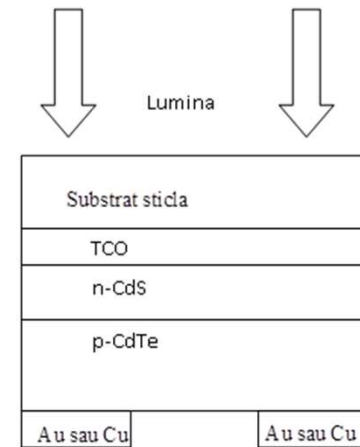 Lumina
Substrat sticla
TCO
n-CdS
p-CdTe
Au sau Cu Au sau Cu